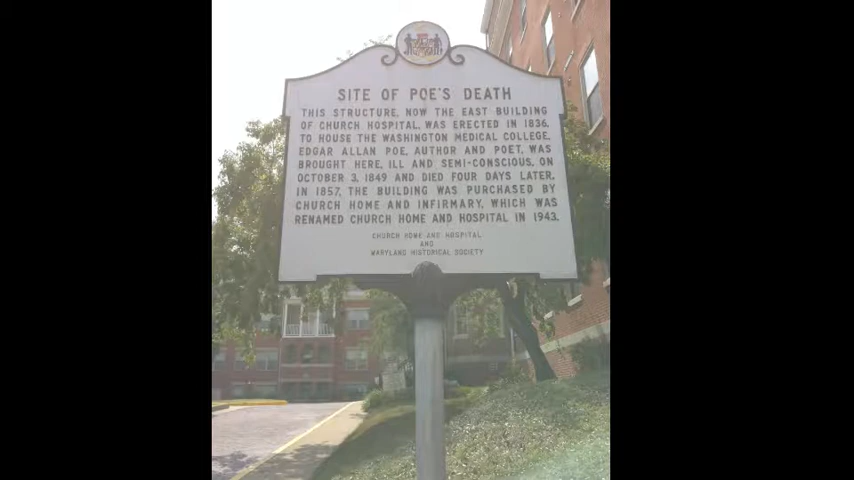 SITE OF POE'S DEATH
THIS STRUCTURE, NOW THE EAST BUILDING
OF CHURCH HOSPITAL, WAS ERECTED IN 1836,
TO HOUSE THE WASHINGTON MEDICAL COLLEGE.
EDGAR ALLAN POE, AUTHOR AND POET, WAS
BROUGHT HERE, ILL AND SEMI-CONSCIOUS, ON
OCTOBER 3, 1849 AND DIED FOUR DAYS LATER.
IN 1857, THE BUILDING WAS PURCHASED BY
CHURCH HOME AND INFIRMARY, WHICH WAS
RENAMED CHURCH HOME AND HOSPITAL IN 1943.
CHURCH HOME AND HOSPITAL
AND
MARYLAND HISTORICAL SOCIETY